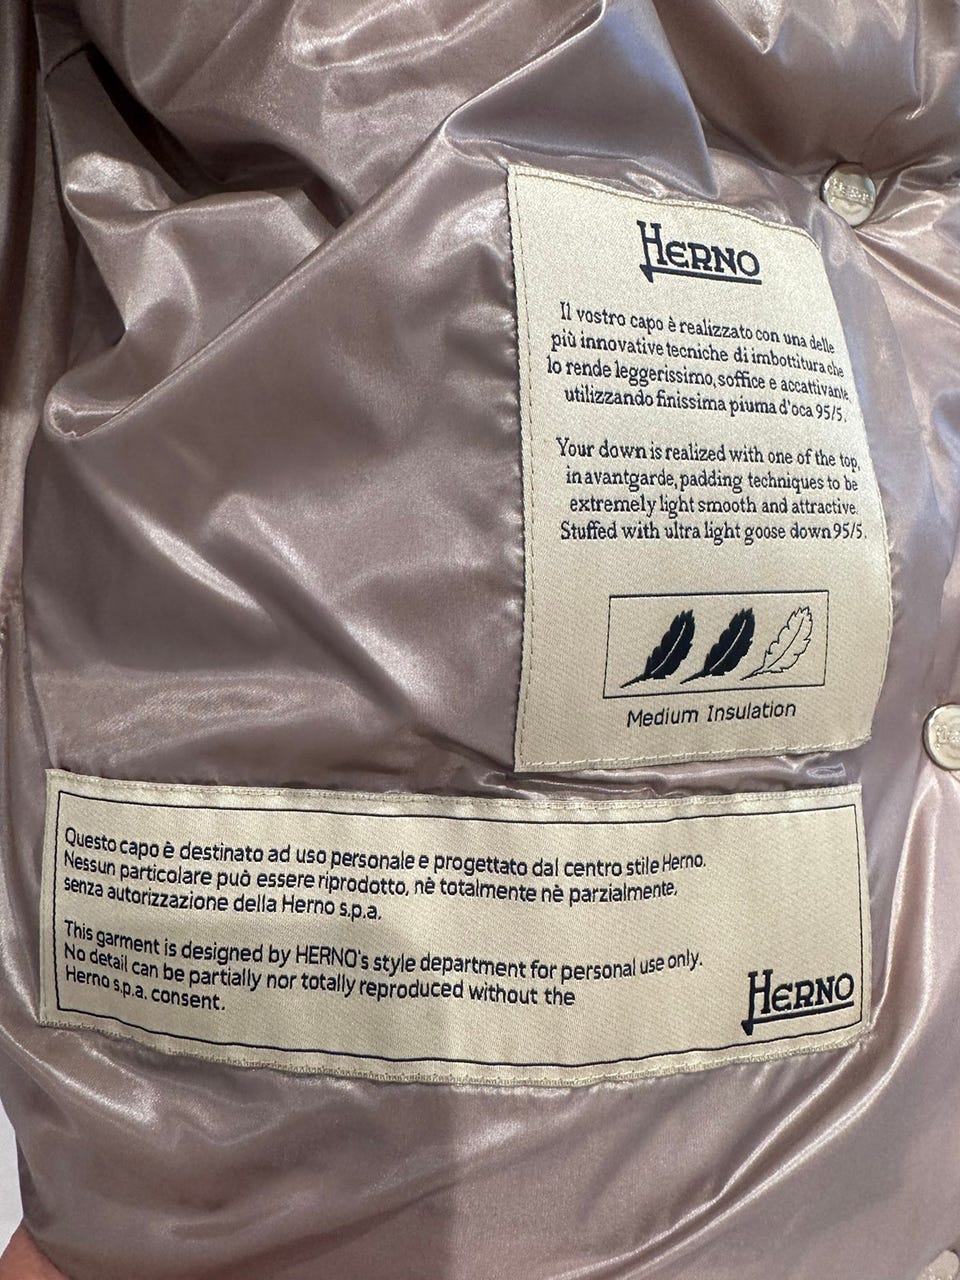 HERNO
Il vostro capo è realizzato con una delle
più innovative tecniche di imbottitura che
lo rende leggerissimo, soffice e accattivante,
utilizzando finissima piuma d'oca 95/5.
Your down is realized with one of the top,
in avantgarde, padding techniques to be
extremely light smooth and attractive.
Stuffed with ultra light goose down 95/5.
Medium Insulation
Questo capo è destinato ad uso personale e progettato dal centro stile Herno.
Nessun particolare può essere riprodotto, nè totalmente nè parzialmente,
senza autorizzazione della Herno s.p.a.
This garment is designed by HERNO's style department for personal use only.
No detail can be partially nor totally reproduced without the
Herno s.p.a. consent.
HERNO